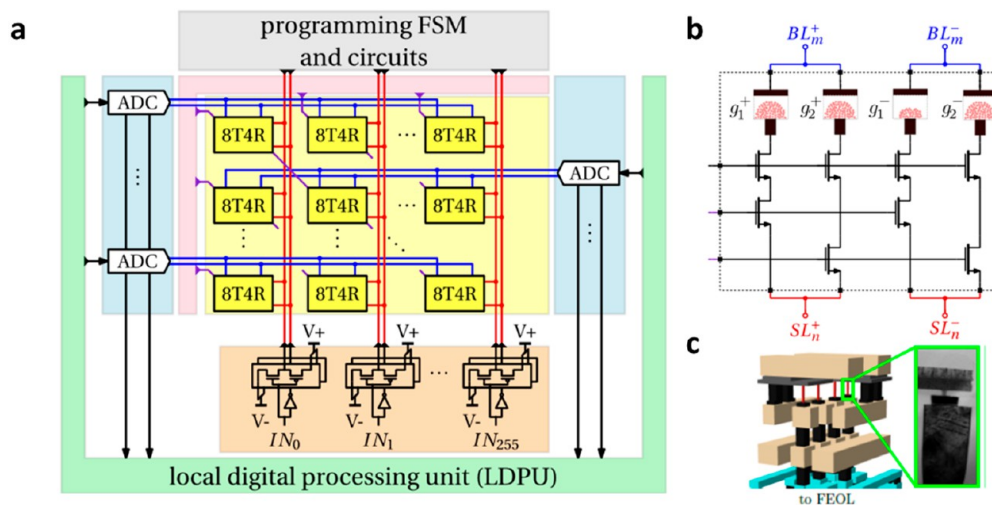 a
programming FSM
and circuits
ADC
8T4R
8T4R
...
8T4R
8T4R
8T4R
...
8T4R
ADC
ADC
8T4R
8T4R
8T4R
V+
V+
V+
...
V-
V-
V-
IN0
IN1
IN255
local digital processing unit (LDPU)
b
BL+m
BL−m
g+1
g+2
g−1
g−2
SL+n
SL−n
c
to FEOL